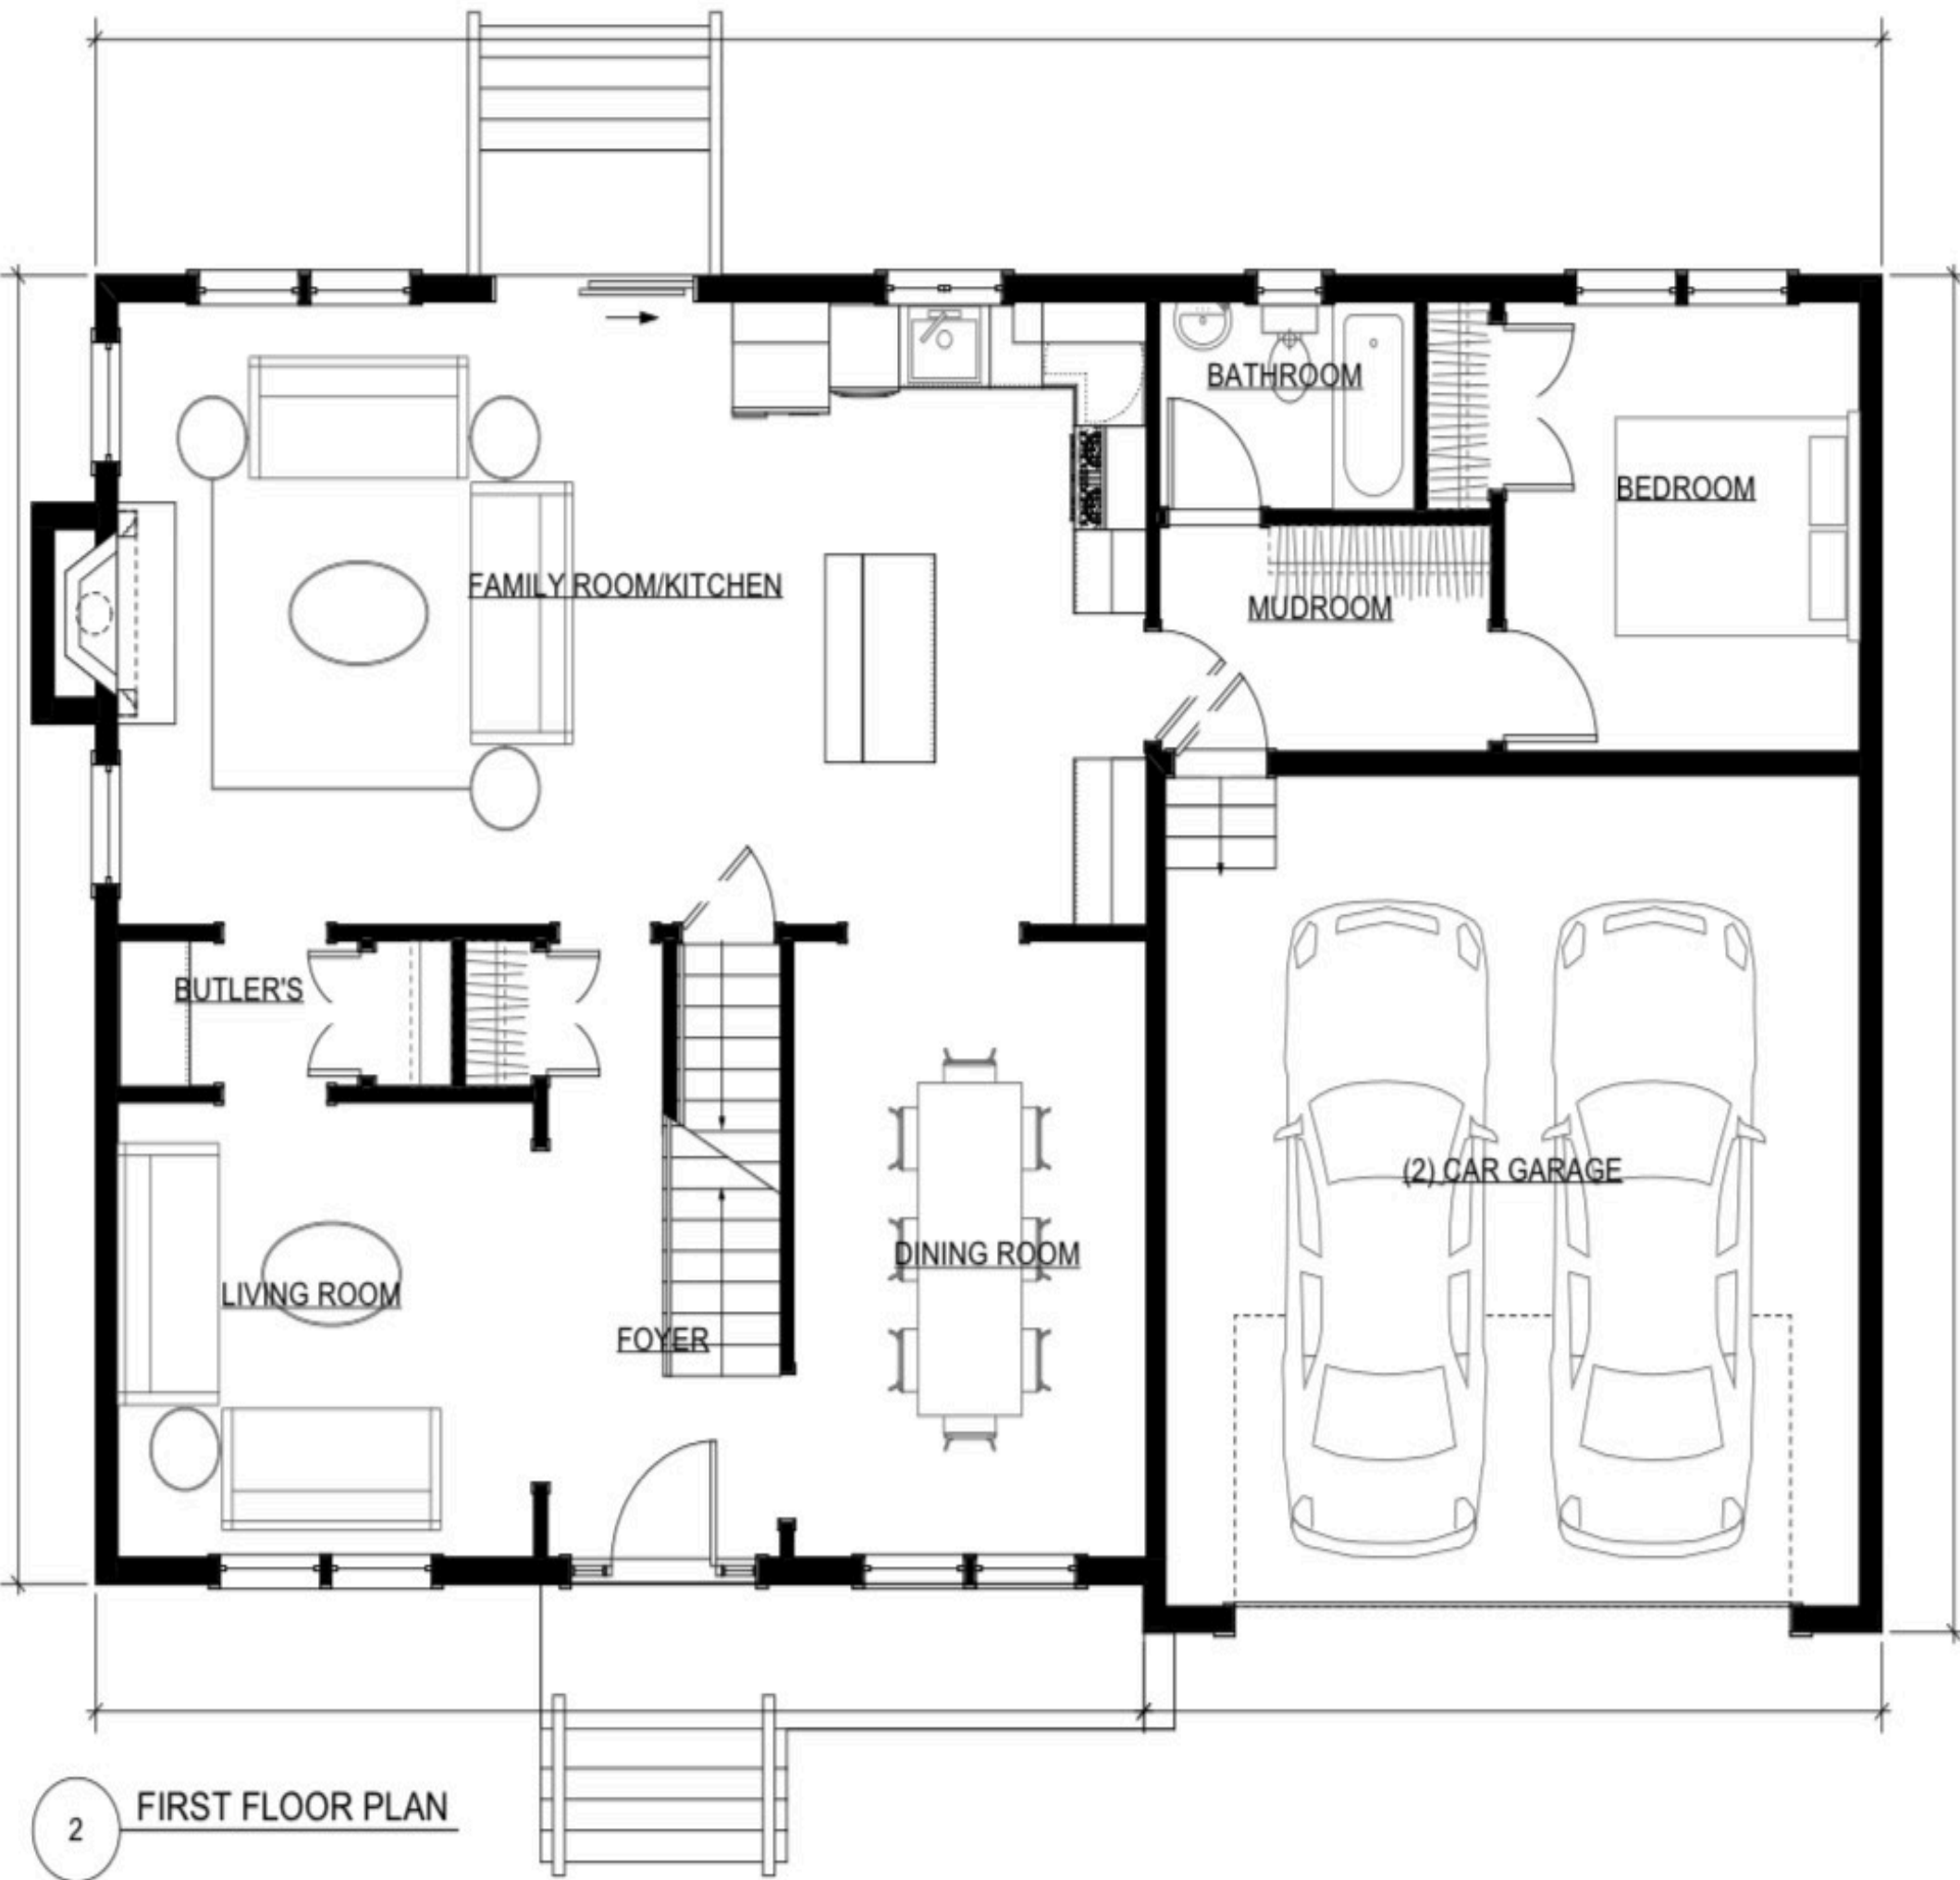 BATHROOM
BEDROOM
FAMILY ROOM/KITCHEN
MUDROOM
BUTLER'S
(2) CAR GARAGE
DINING ROOM
LIVING ROOM
FOYER
2 FIRST FLOOR PLAN